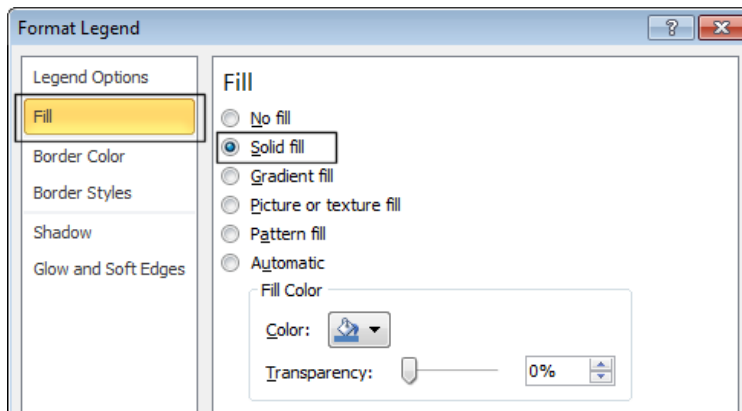 Format Legend
Legend Options
Fill
Border Color
Border Styles
Shadow
Glow and Soft Edges
Fill
No fill
Solid fill
Gradient fill
Picture or texture fill
Pattern fill
Automatic
Fill Color
Color:
Transparency: 0%